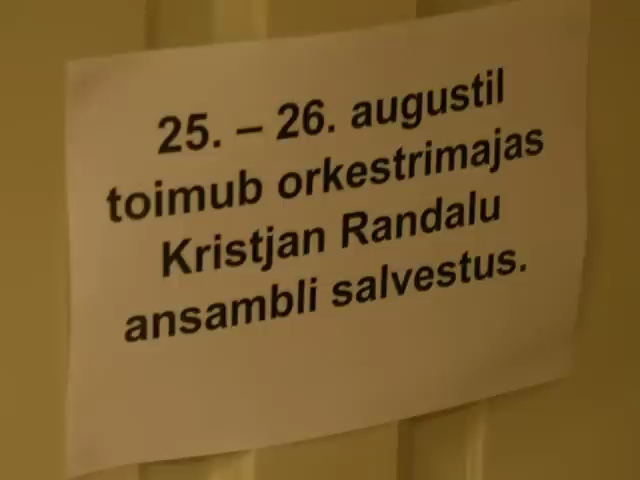 25. – 26. augustil
toimub orkestrimajas
Kristjan Randalu
ansambli salvestus.